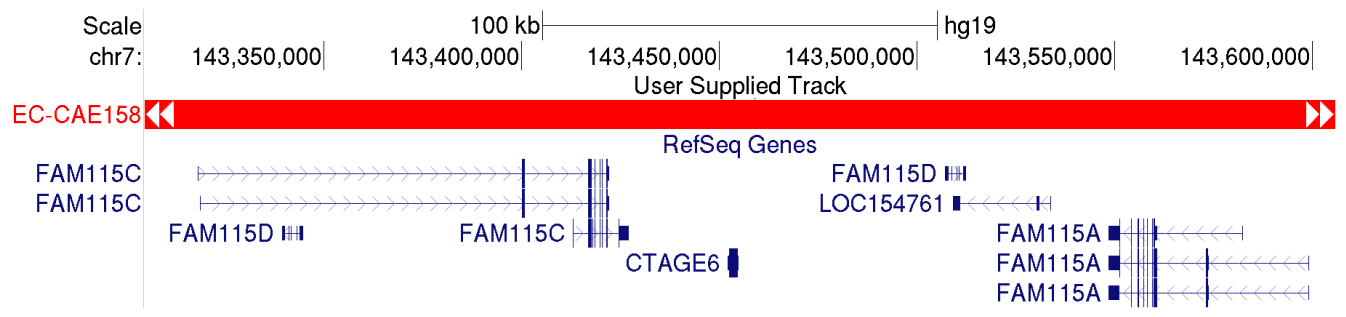 Scale 100 kb hg19
chr7: 143,350,000 143,400,000 143,450,000 143,500,000 143,550,000 143,600,000
User Supplied Track
EC-CAE158
RefSeq Genes
FAM115C FAM115D
FAM115C LOC154761
FAM115D FAM115C FAM115A
CTAGE6 FAM115A
FAM115A